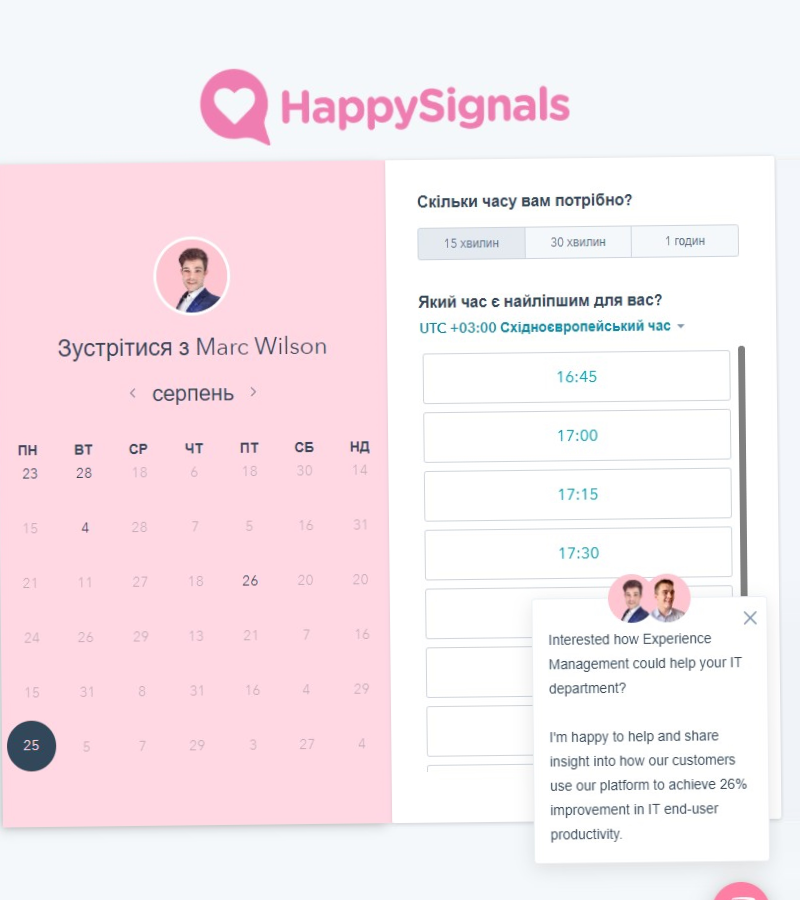 HappySignals
Зустрітися з Marc Wilson
серпень
ПН ВТ СР ЧТ ПТ СБ НД
23 28 18 6 18 30 14
15 4 28 7 5 16 31
21 11 27 18 26 20 20
24 26 29 13 21 7 16
15 31 8 31 16 4 29
25 5 7 29 3 27 4
Скільки часу вам потрібно?
15 хвилин 30 хвилин 1 годин
Який час є найліпшим для вас?
UTC +03:00 Східноєвропейський час
16:45
17:00
17:15
17:30
Interested how Experience
Management could help your IT
department?
I'm happy to help and share
insight into how our customers
use our platform to achieve 26%
improvement in IT end-user
productivity.